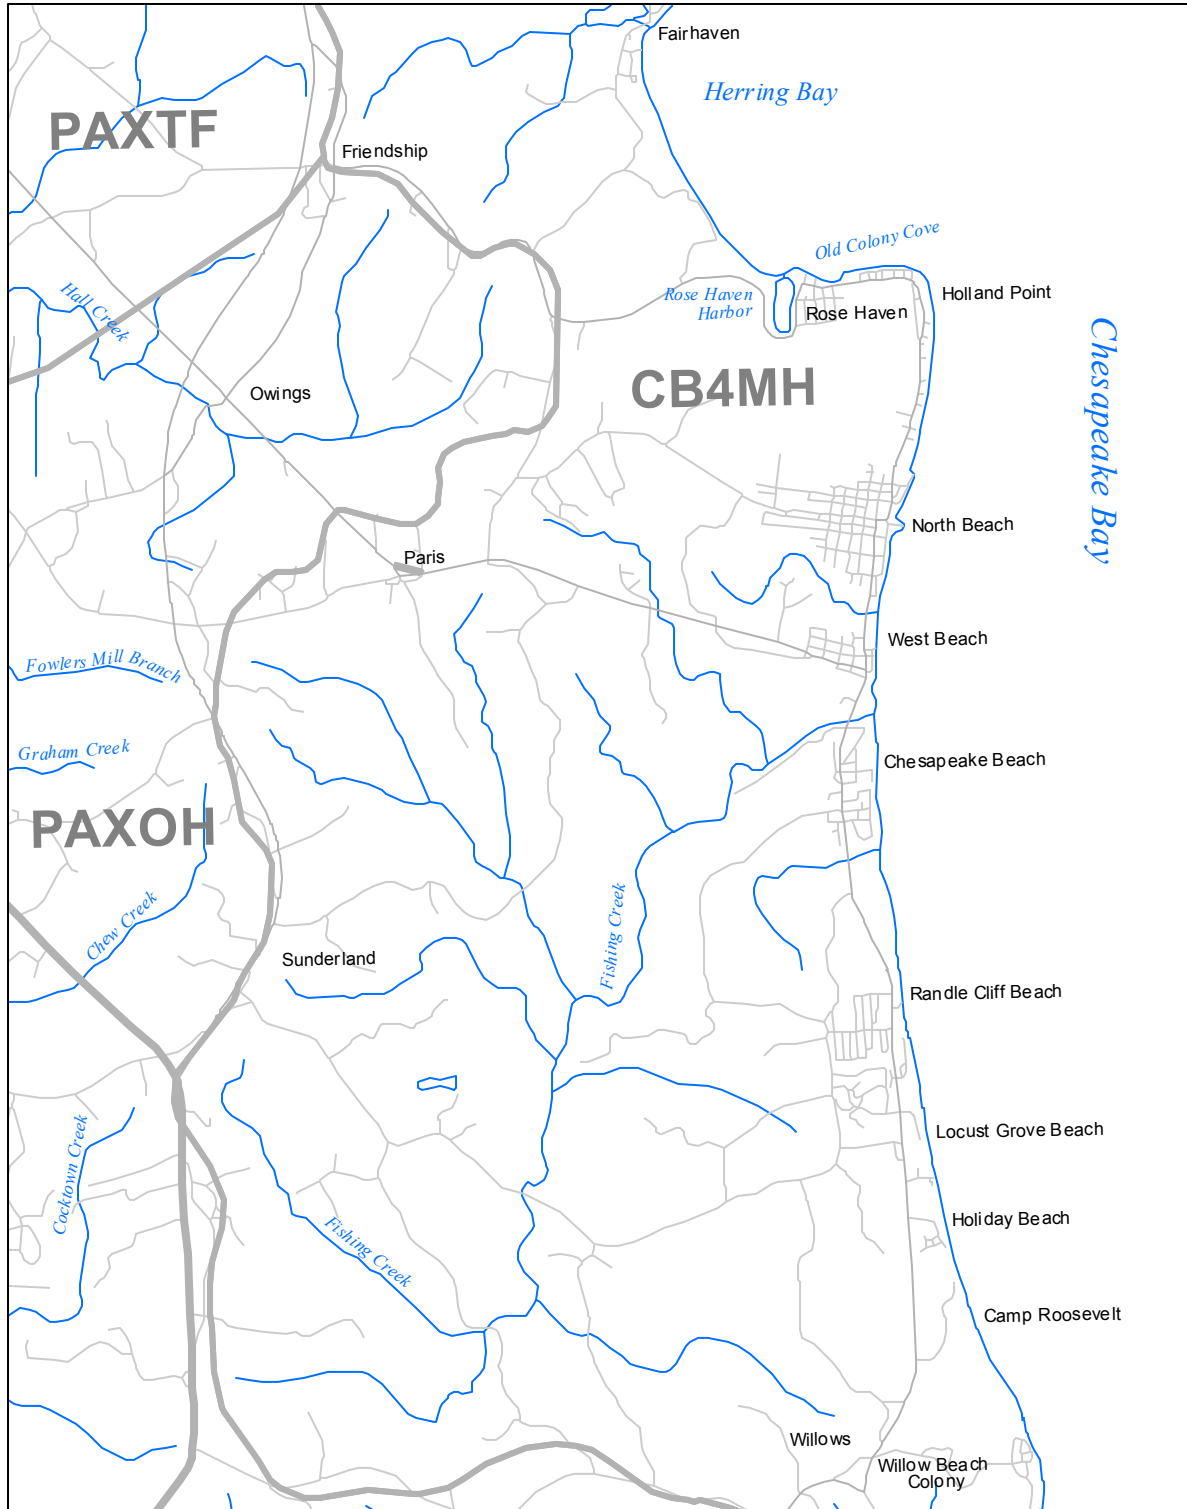 Fairhaven
Herring Bay
PAXTF
Friendship
Old Colony Cove
Hall Creek
Rose Haven
Harbor
Holland Point
Rose Haven
Chesapeake Bay
Owings
CB4MH
North Beach
Paris
West Beach
Fowlers Mill Branch
Graham Creek
Chesapeake Beach
PAXOH
Chew Creek
Fishing Creek
Sunderland
Randle Cliff Beach
Locust Grove Beach
Cocktown Creek
Holiday Beach
Fishing Creek
Camp Roosevelt
Willows
Willow Beach
Colony